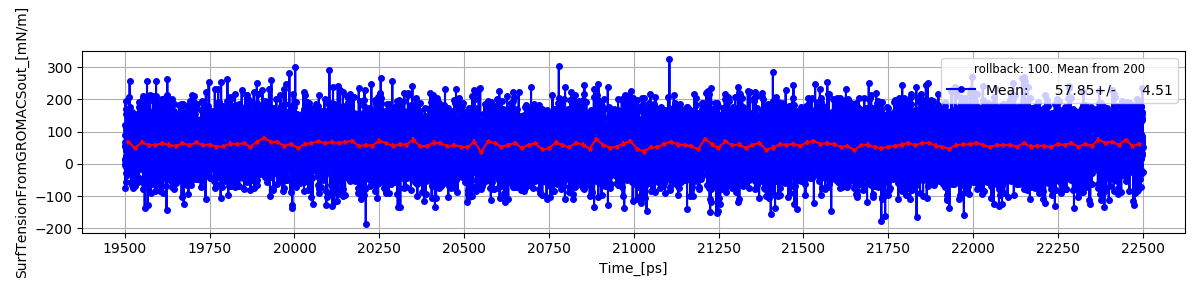 SurfTensionFromGROMACSout_[mN/m]
300
200
100
0
−100
−200
rollback: 100. Mean from 200
Mean: 57.85+/- 4.51
19500 19750 20000 20250 20500 20750 21000 21250 21500 21750 22000 22250 22500
Time_[ps]